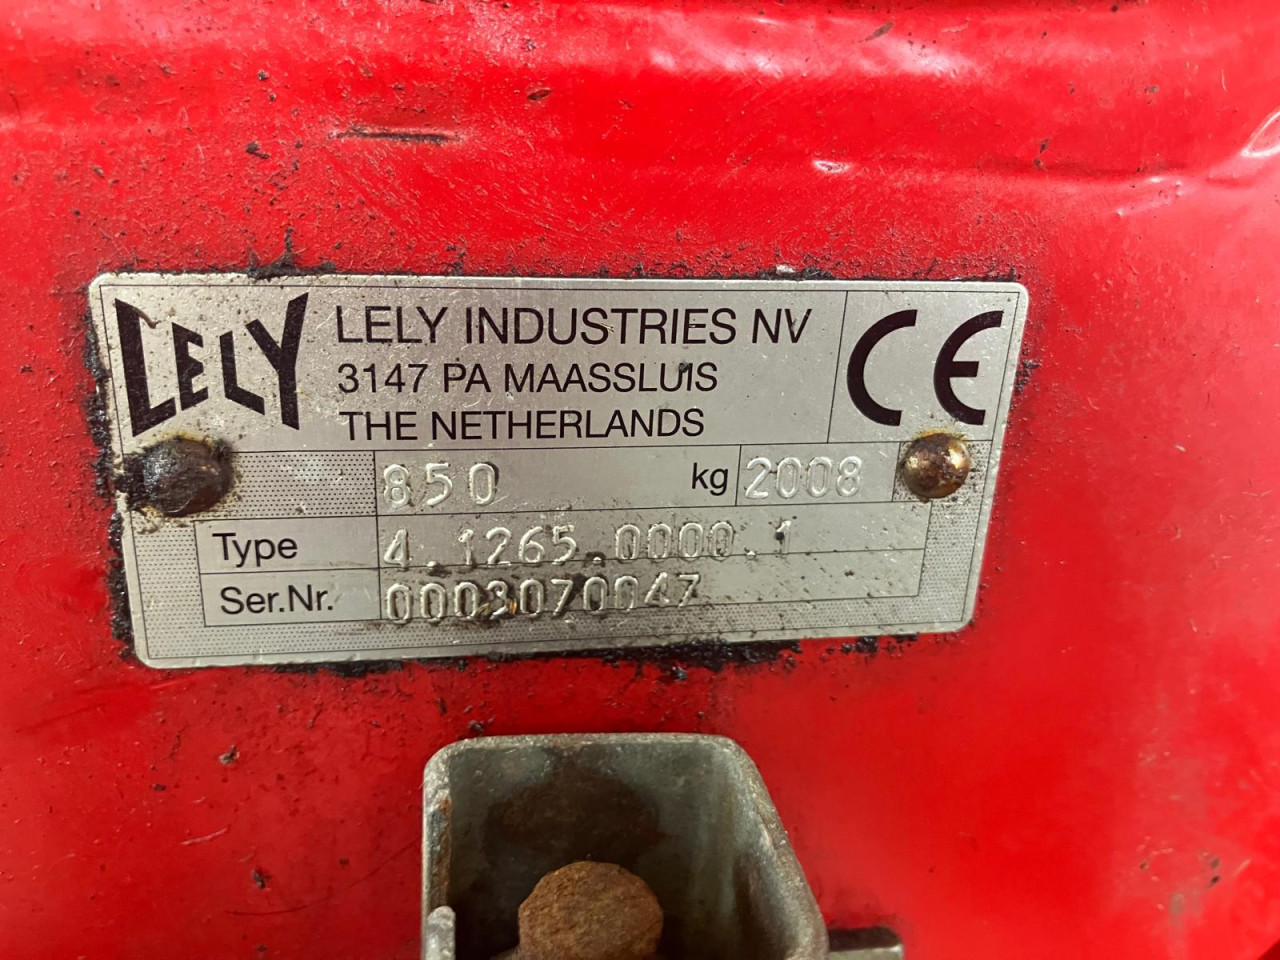 LELY
LELY INDUSTRIES NV
3147 PA MAASSLUIS
THE NETHERLANDS
CE
850 kg 2008
Type 4.1265.0000.1
Ser.Nr. 0003070047